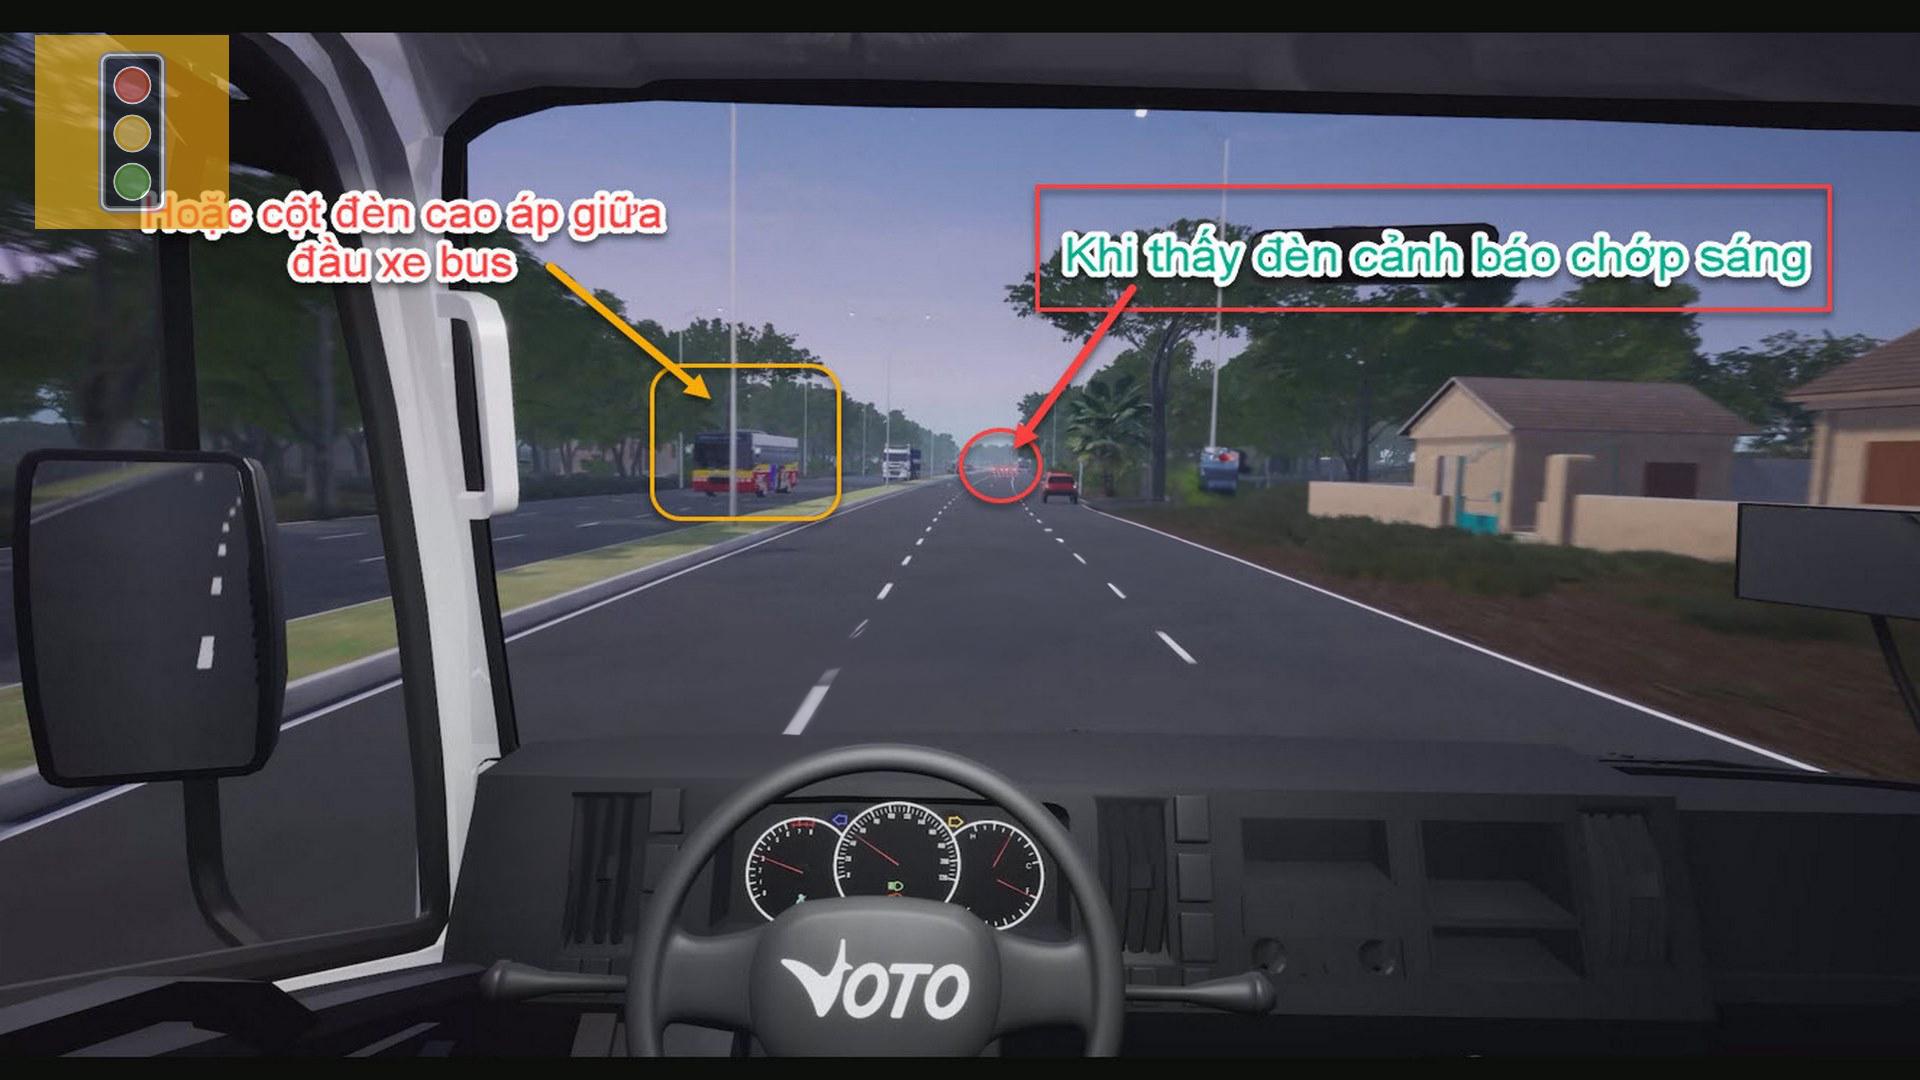 Hoặc cột đèn cao áp giữa
đầu xe bus
Khi thấy đèn cảnh báo chớp sáng
VOTO